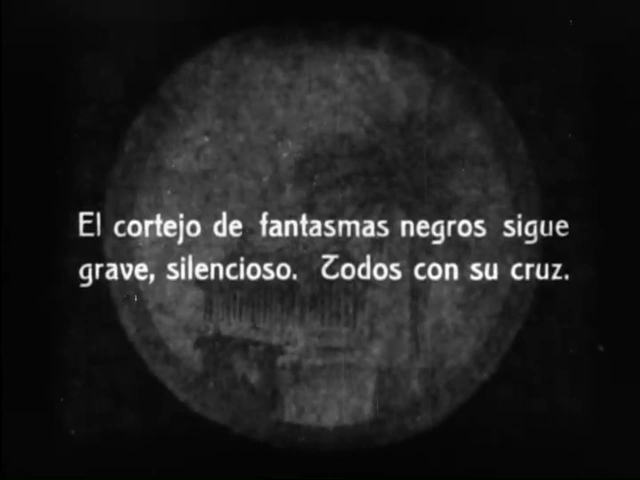 El cortejo de fantasmas negros sigue
grave, silencioso. Todos con su cruz.